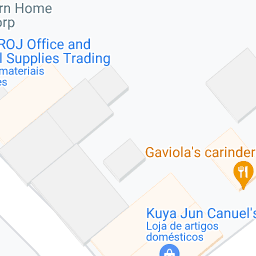 rn Home
orp
ROJ Office and
l Supplies Trading
materiais
es
Gaviola's carinder
Kuya Jun Canuel's
Loja de artigos
domésticos